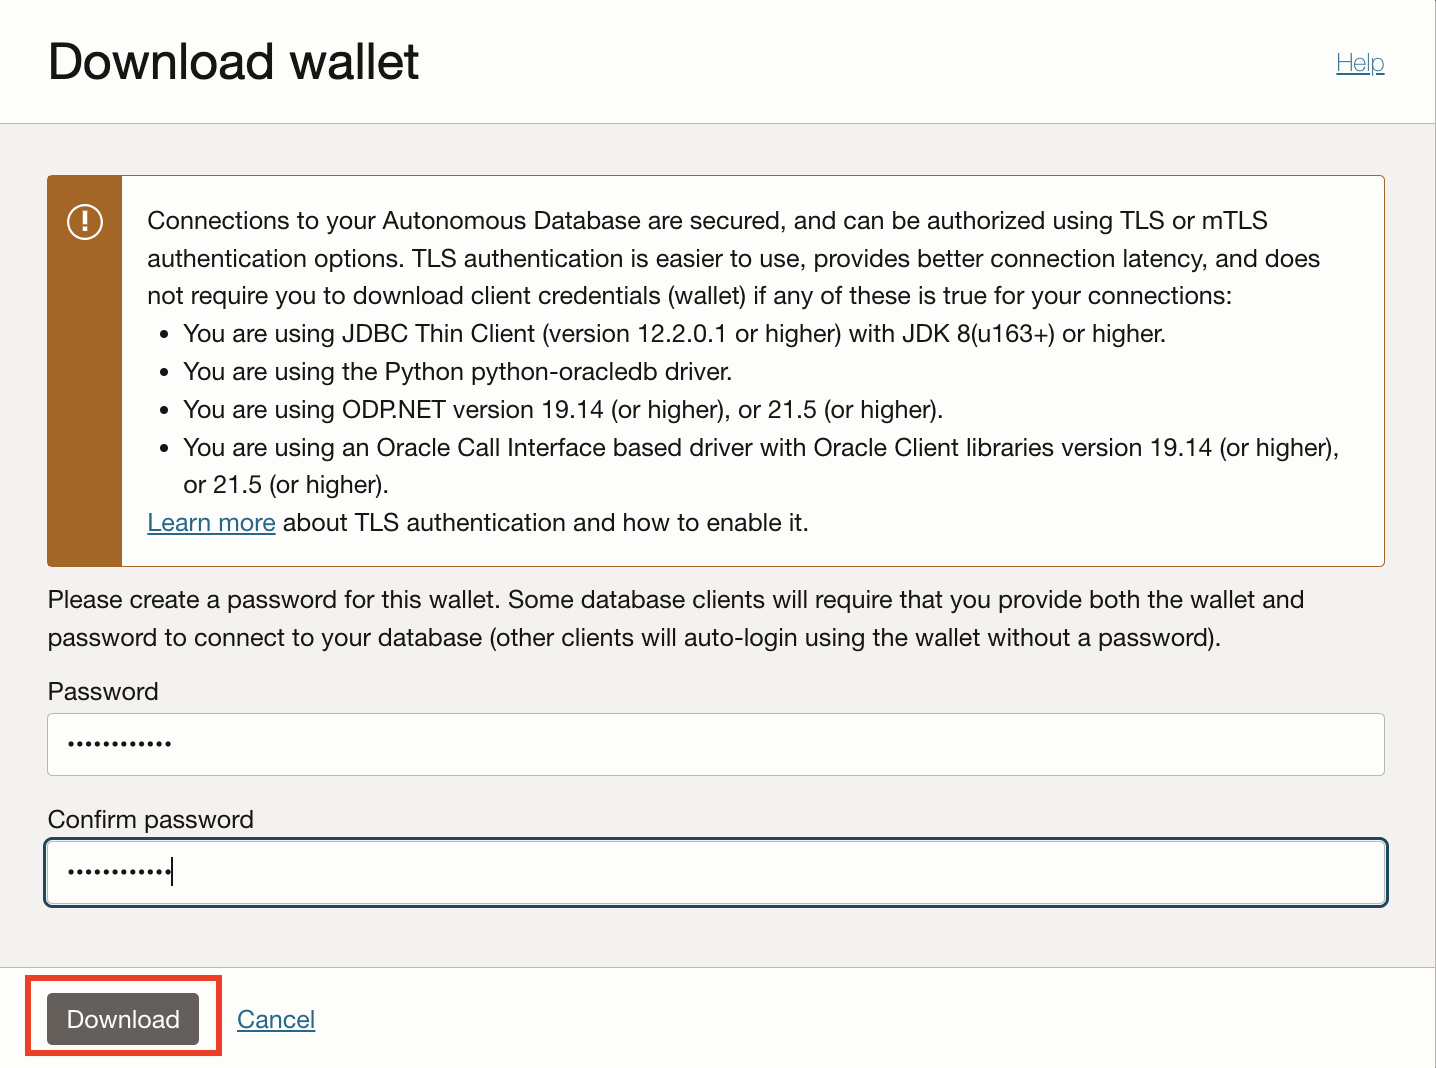 Download wallet
Help
Connections to your Autonomous Database are secured, and can be authorized using TLS or mTLS
authentication options. TLS authentication is easier to use, provides better connection latency, and does
not require you to download client credentials (wallet) if any of these is true for your connections:
• You are using JDBC Thin Client (version 12.2.0.1 or higher) with JDK 8(u163+) or higher.
• You are using the Python python-oracledb driver.
• You are using ODP.NET version 19.14 (or higher), or 21.5 (or higher).
• You are using an Oracle Call Interface based driver with Oracle Client libraries version 19.14 (or higher),
or 21.5 (or higher).
Learn more about TLS authentication and how to enable it.
Please create a password for this wallet. Some database clients will require that you provide both the wallet and
password to connect to your database (other clients will auto-login using the wallet without a password).
Password
••••••••••••
Confirm password
••••••••••••
Download
Cancel